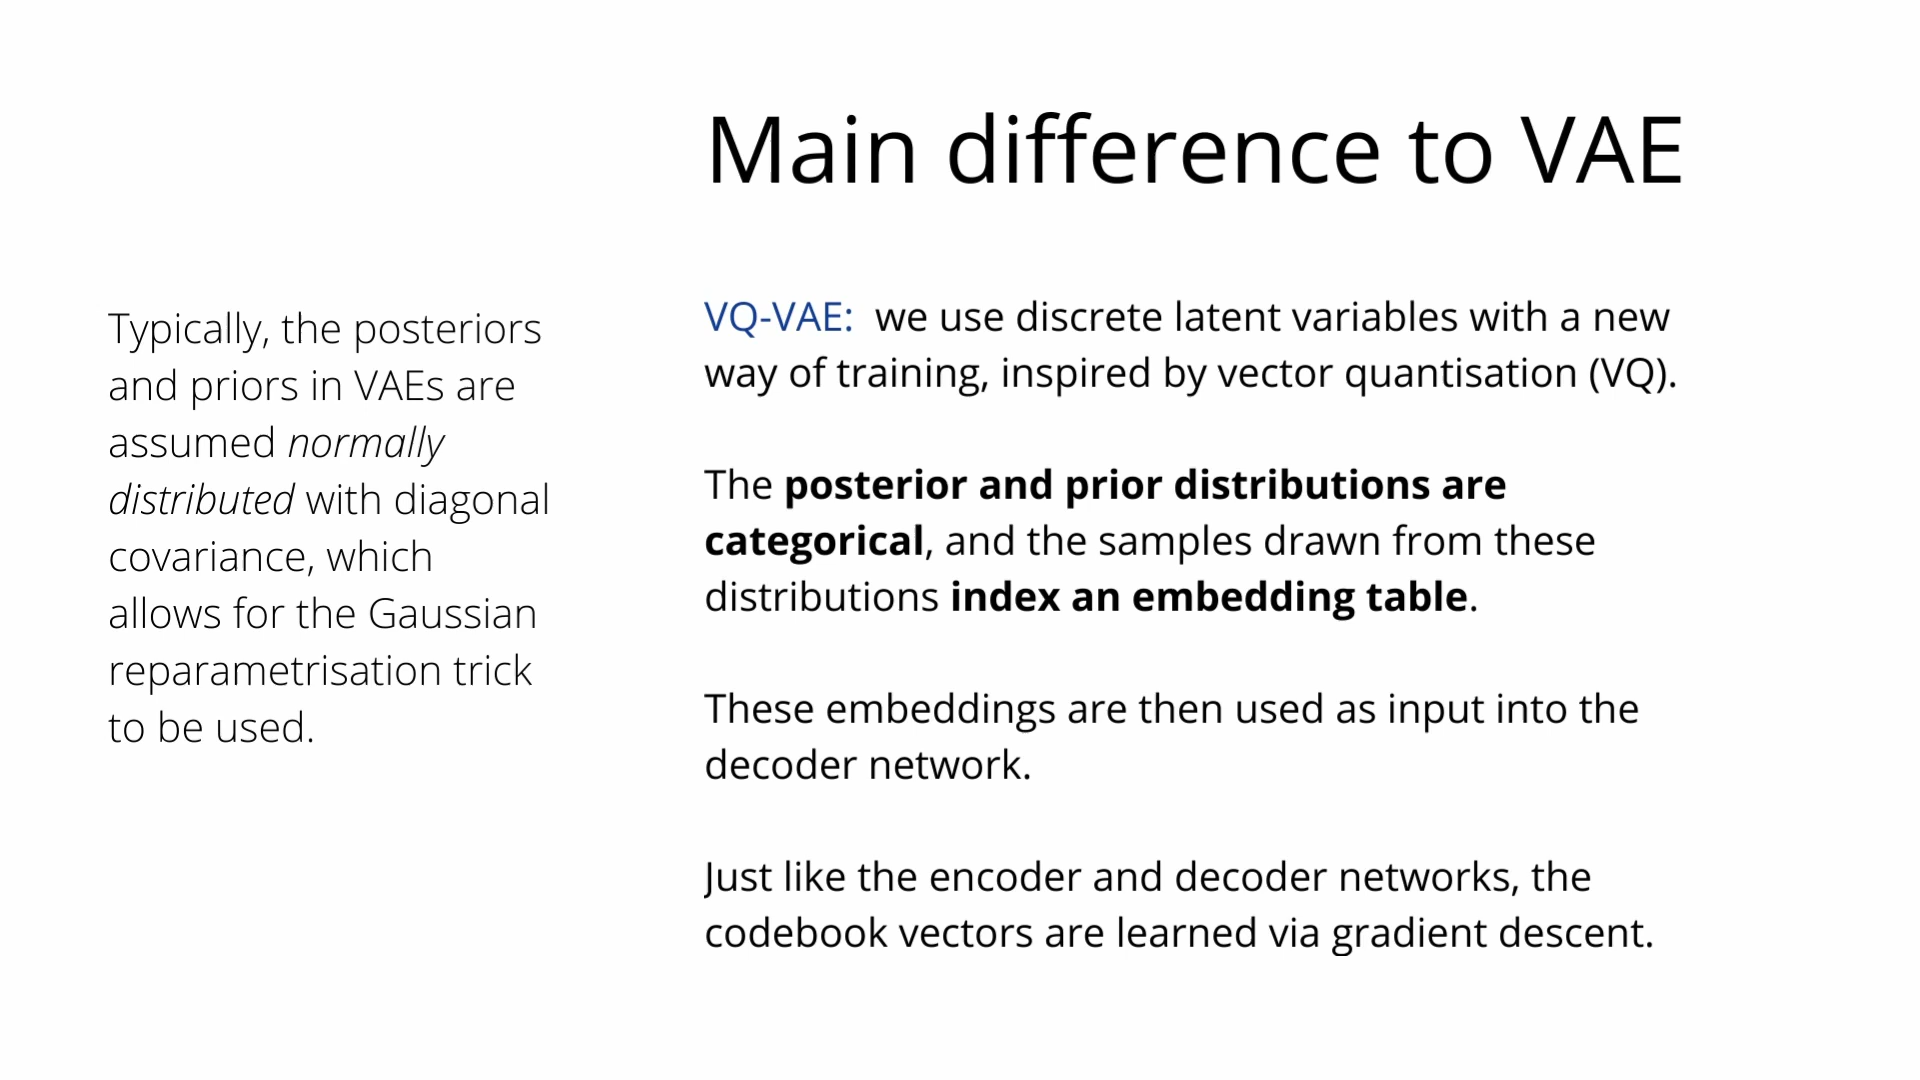 Main difference to VAE
Typically, the posteriors
and priors in VAEs are
assumed normally
distributed with diagonal
covariance, which
allows for the Gaussian
reparametrisation trick
to be used.
VQ-VAE: we use discrete latent variables with a new
way of training, inspired by vector quantisation (VQ).
The posterior and prior distributions are
categorical, and the samples drawn from these
distributions index an embedding table.
These embeddings are then used as input into the
decoder network.
Just like the encoder and decoder networks, the
codebook vectors are learned via gradient descent.